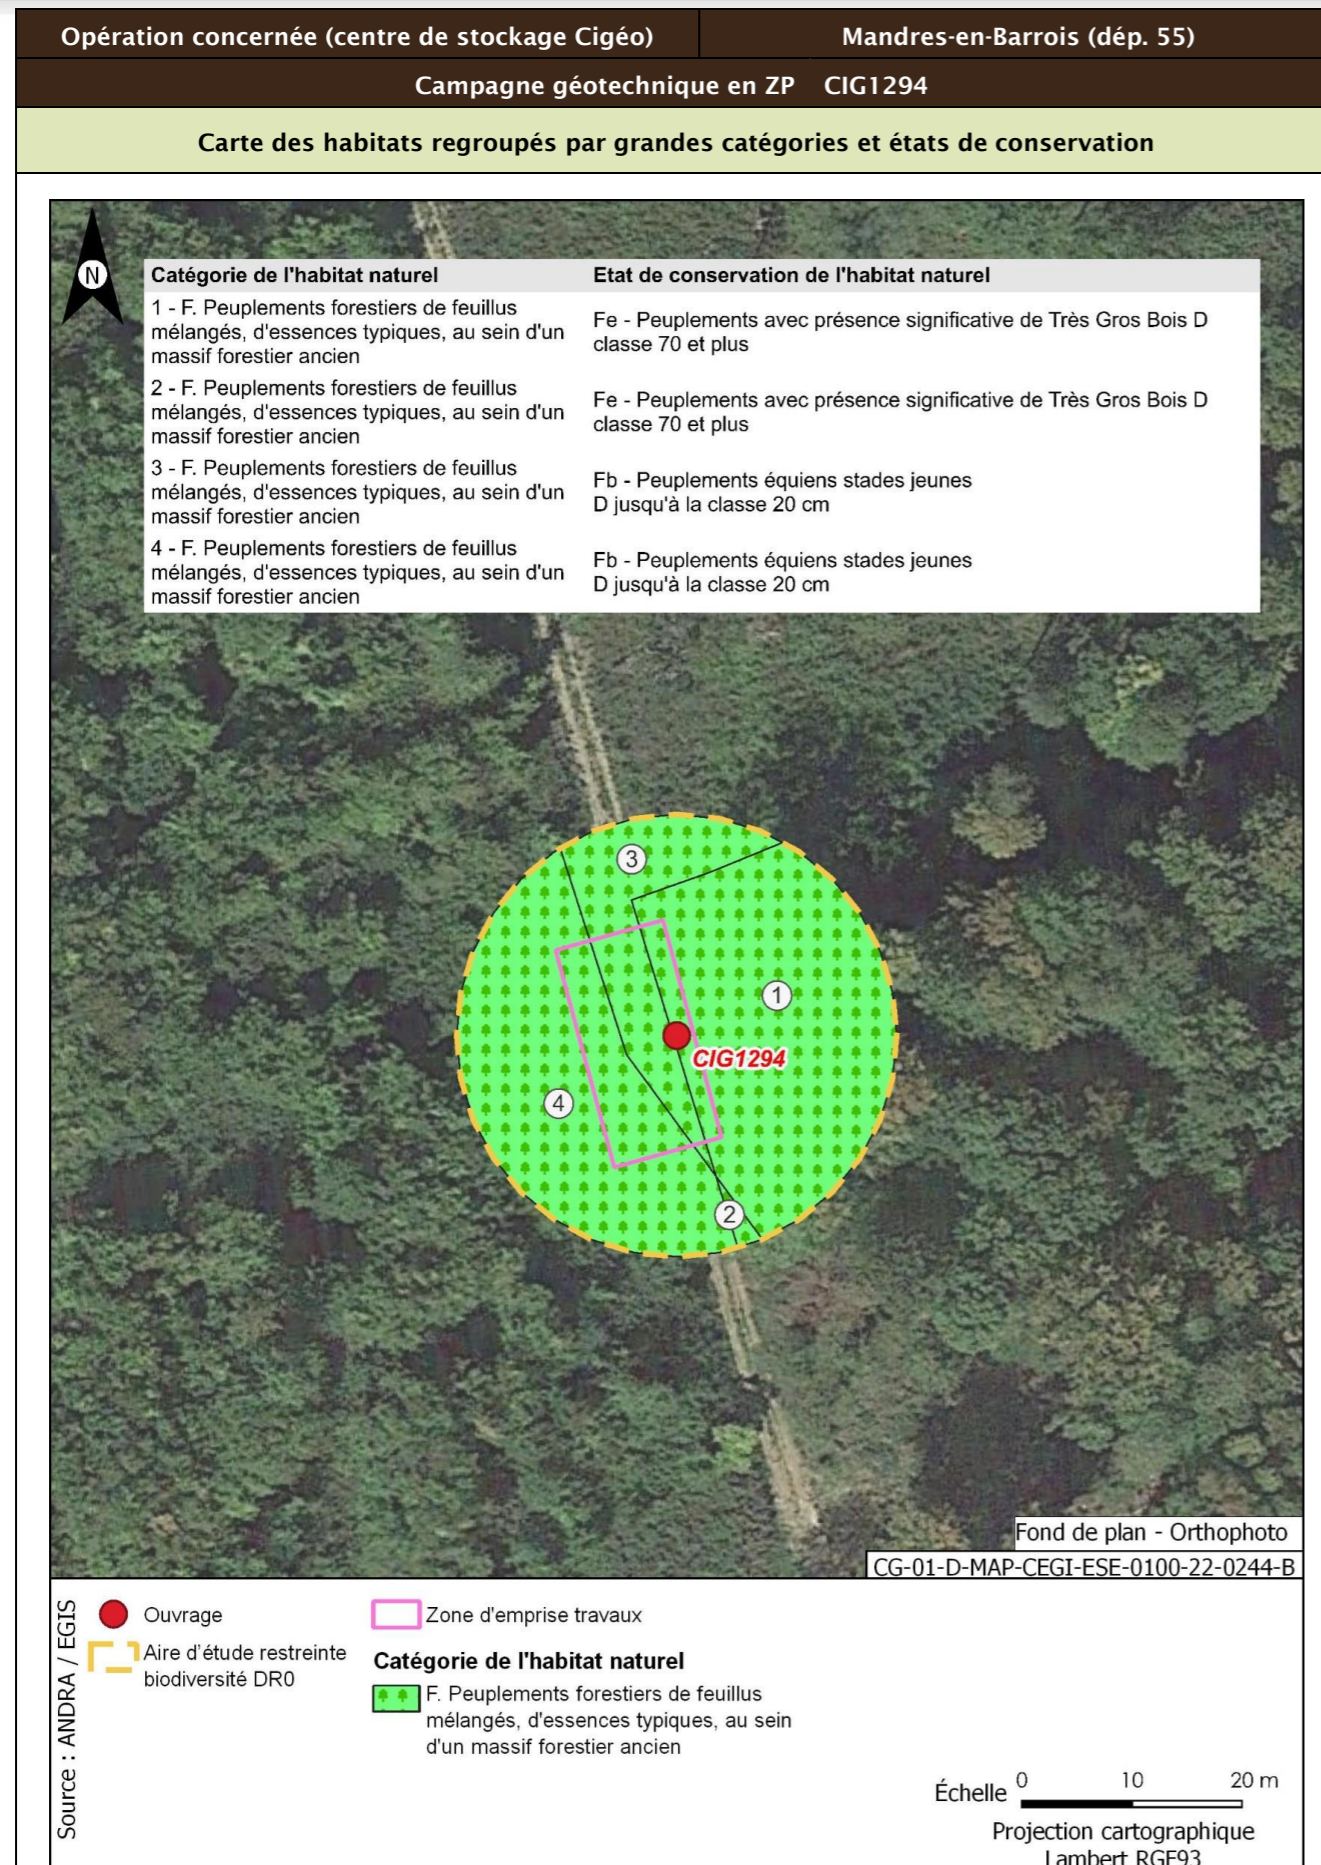 Opération concernée (centre de stockage Cigéo)
Mandres-en-Barrois (dép. 55)
Campagne géotechnique en ZP CIG1294
Carte des habitats regroupés par grandes catégories et états de conservation
N
Catégorie de l'habitat naturel
Etat de conservation de l'habitat naturel
1 - F. Peuplements forestiers de feuillus
mélangés, d'essences typiques, au sein d'un
massif forestier ancien
Fe - Peuplements avec présence significative de Très Gros Bois D
classe 70 et plus
2 - F. Peuplements forestiers de feuillus
mélangés, d'essences typiques, au sein d'un
massif forestier ancien
Fe - Peuplements avec présence significative de Très Gros Bois D
classe 70 et plus
3 - F. Peuplements forestiers de feuillus
mélangés, d'essences typiques, au sein d'un
massif forestier ancien
Fb - Peuplements équiens stades jeunes
D jusqu'à la classe 20 cm
4 - F. Peuplements forestiers de feuillus
mélangés, d'essences typiques, au sein d'un
massif forestier ancien
Fb - Peuplements équiens stades jeunes
D jusqu'à la classe 20 cm
3
1
CIG1294
4
2
Fond de plan - Orthophoto
CG-01-D-MAP-CEGI-ESE-0100-22-0244-B
Source : ANDRA / EGIS
Ouvrage
Aire d'étude restreinte
biodiversité DR0
Zone d'emprise travaux
Catégorie de l'habitat naturel
F. Peuplements forestiers de feuillus
mélangés, d'essences typiques, au sein
d'un massif forestier ancien
Échelle 0 10 20 m
Projection cartographique
Lambert RGF93